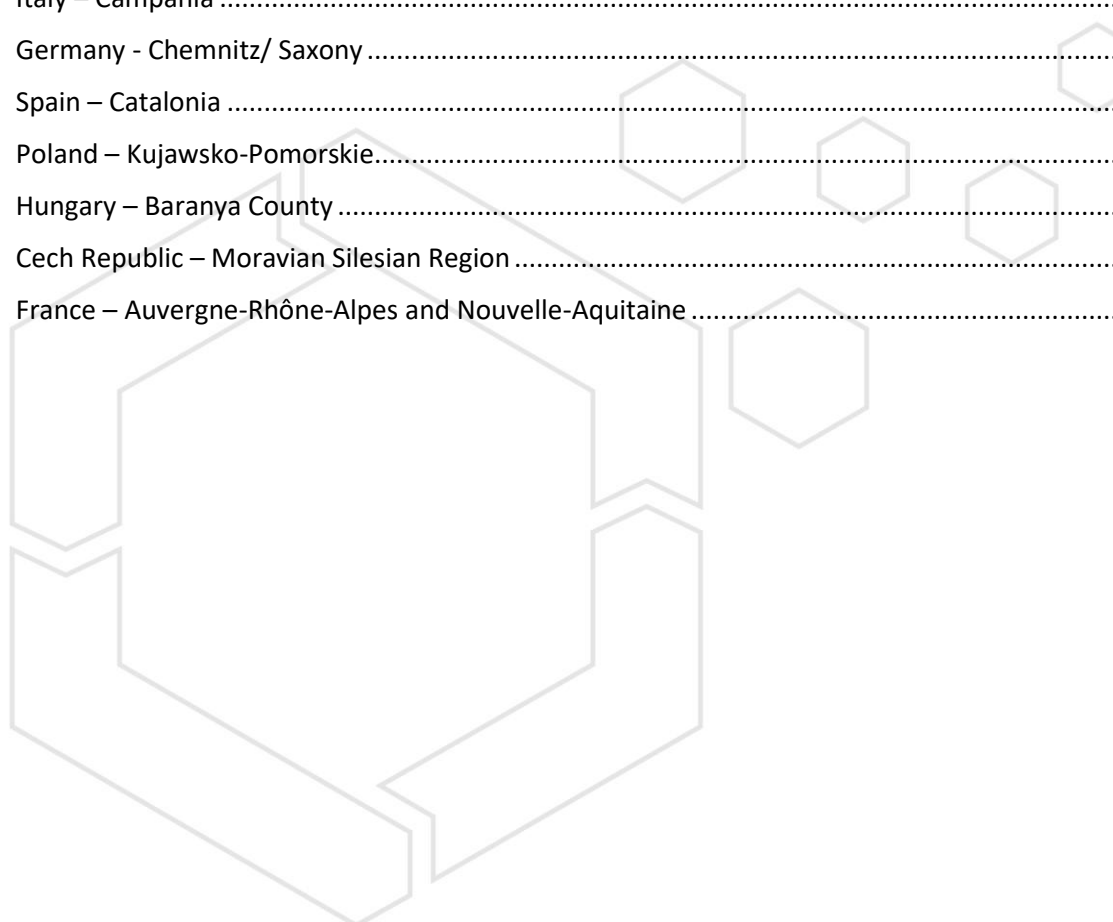 Italy – Campania ........................................................................................................................
Germany - Chemnitz/ Saxony ....................................................................................................
Spain – Catalonia .......................................................................................................................
Poland – Kujawsko-Pomorskie...................................................................................................
Hungary – Baranya County ........................................................................................................
Cech Republic – Moravian Silesian Region ................................................................................
France – Auvergne-Rhône-Alpes and Nouvelle-Aquitaine .........................................................